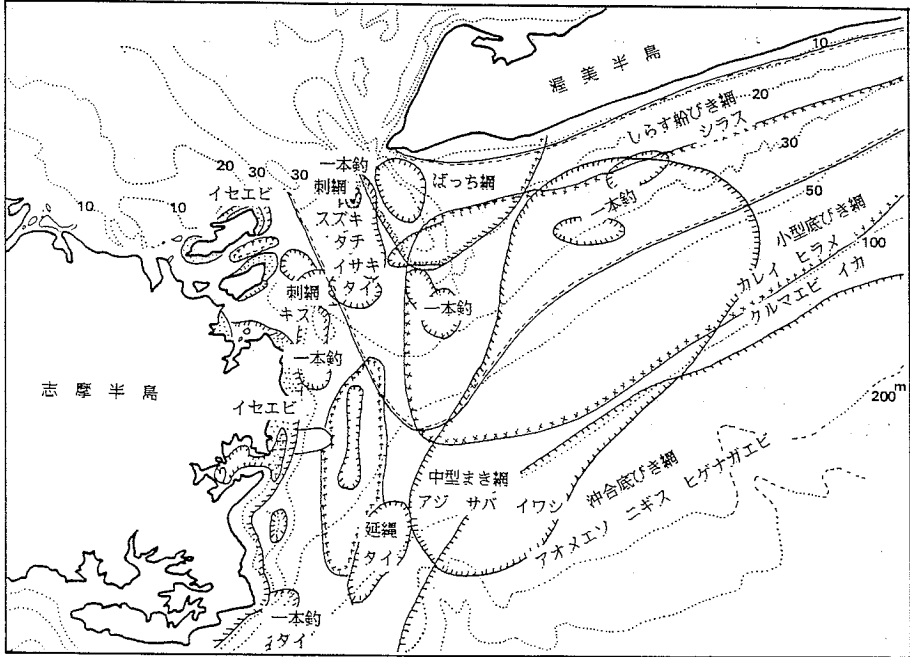 渥美半島
10
しらす船びき網
シラス
20
30
50
小型底びき網
カレイ ヒラメ
100
クルマエビ イカ
200m
一本釣
刺網
スズキ
タチ
イサキ
タイ
ばっち網
一本釣
20
30
30
イセエビ
10
10
刺網
キス
一本釣
一本釣
志摩半島
イセエビ
中型まき網
アジ サバ イワシ
沖合底びき網
アオメエソ ニギス ヒゲナガエビ
延縄
タイ
一本釣
タイ